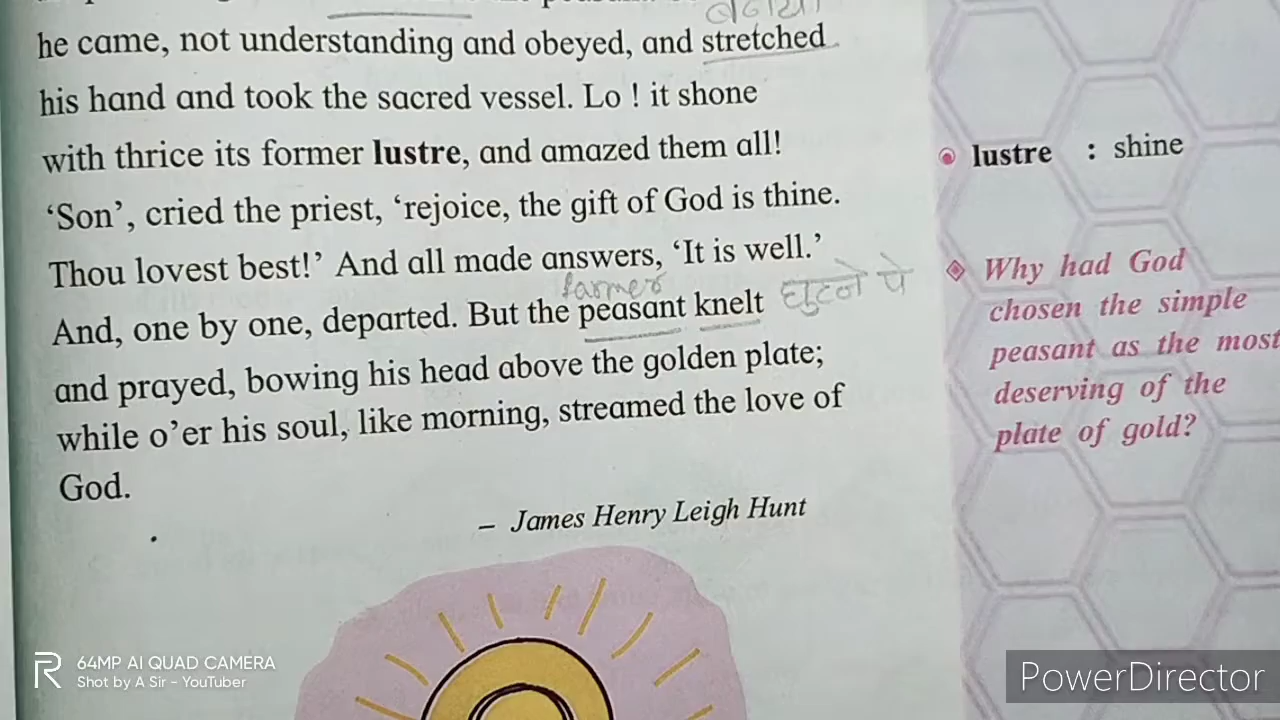 बढाया
he came, not understanding and obeyed, and stretched
his hand and took the sacred vessel. Lo ! it shone
with thrice its former lustre, and amazed them all!
‘Son’, cried the priest, ‘rejoice, the gift of God is thine.
Thou lovest best!’ And all made answers, ‘It is well.’
farmer
And, one by one, departed. But the peasant knelt घुटने पे
and prayed, bowing his head above the golden plate;
while o’er his soul, like morning, streamed the love of
God.
– James Henry Leigh Hunt
lustre : shine
Why had God
chosen the simple
peasant as the most
deserving of the
plate of gold?
64MP AI QUAD CAMERA
Shot by A Sir - YouTuber
PowerDirector